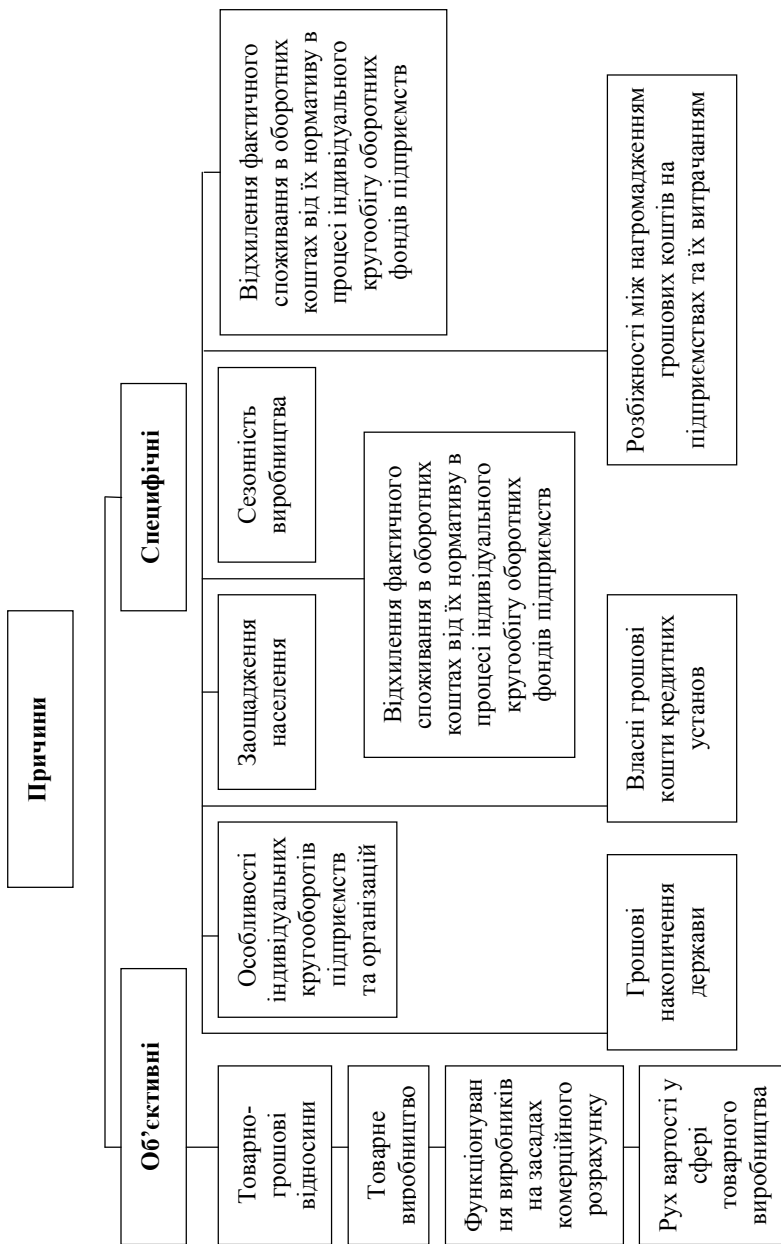 Причини
Об’єктивні
Специфічні
Товарно-
грошові
відносини
Товарне
виробництво
Функціонуван
ня виробників
на засадах
комерційного
розрахунку
Рух вартості у
сфері
товарного
виробництва
Особливості
індивідуальних
кругооборотів
підприємств
та організацій
Заощадження
населення
Сезонність
виробництва
Відхилення фактичного
споживання в оборотних
коштах від їх нормативу в
процесі індивідуального
кругообігу оборотних
фондів підприємств
Відхилення фактичного
споживання в оборотних
коштах від їх нормативу в
процесі індивідуального
кругообігу оборотних
фондів підприємств
Грошові
накопичення
держави
Власні грошові
кошти кредитних
установ
Розбіжності між нагромадженням
грошових коштів на
підприємствах та їх витрачанням